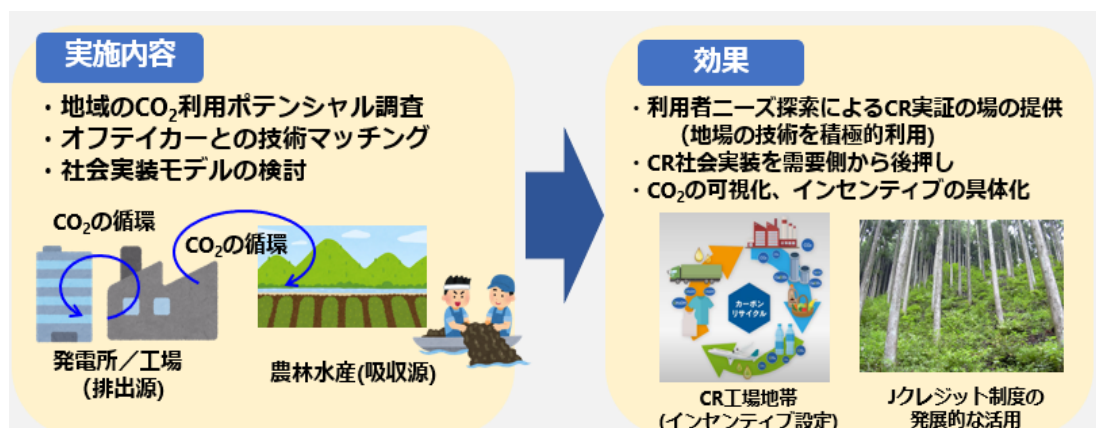 実施内容
・地域のCO₂利用ポテンシャル調査
・オフテイカーとの技術マッチング
・社会実装モデルの検討
CO₂の循環
CO₂の循環
発電所／工場
(排出源)
農林水産(吸収源)
効果
・利用者ニーズ探索によるCR実証の場の提供
(地場の技術を積極的利用)
・CR社会実装を需要側から後押し
・CO₂の可視化、インセンティブの具体化
カーボン
リサイクル
CR工場地帯
(インセンティブ設定)
Jクレジット制度の
発展的な活用